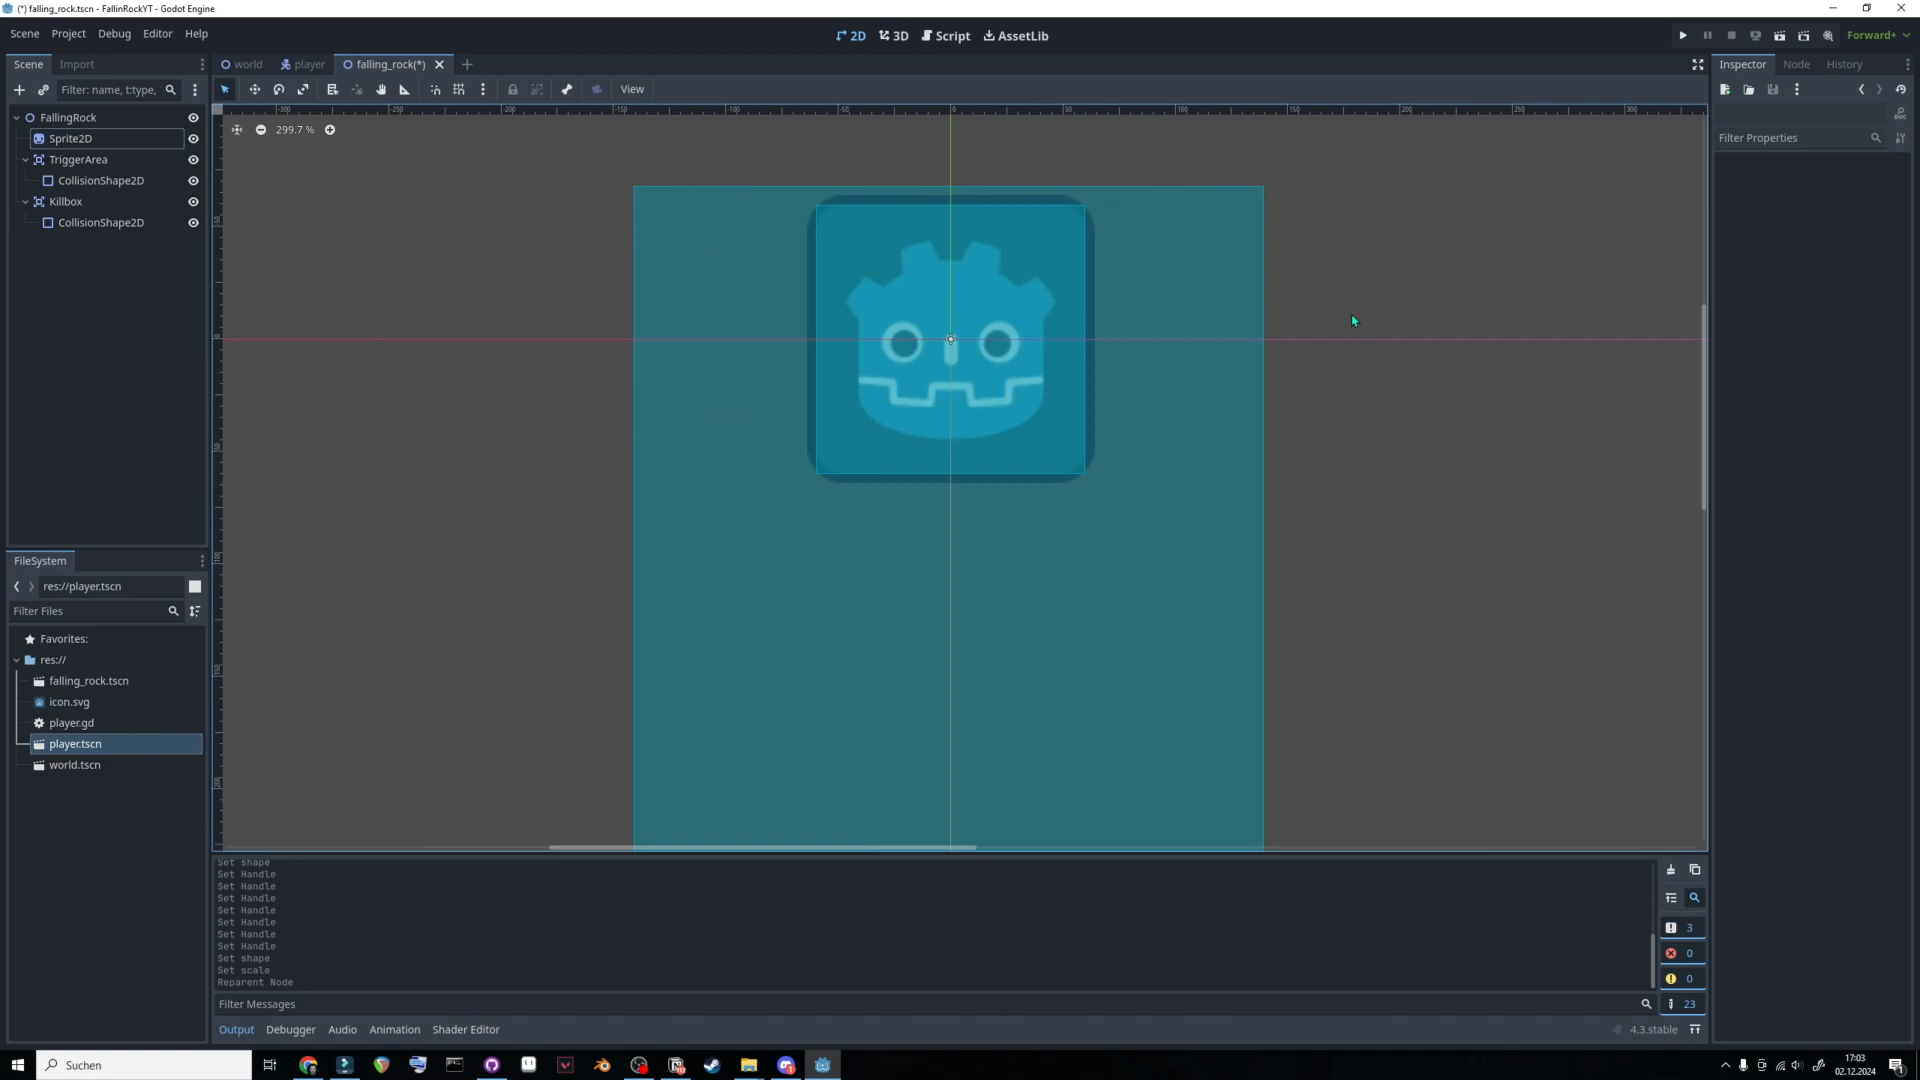 (*) falling_rock.tscn - FallinRockYT - Godot Engine
Scene Project Debug Editor Help
2D 3D Script AssetLib
Forward+
Scene Import
world player falling_rock(*)
Inspector Node History
Filter: name, t:type,
View
FallingRock
Sprite2D
TriggerArea
CollisionShape2D
Killbox
CollisionShape2D
299.7 %
Filter Properties
FileSystem
res://player.tscn
Filter Files
Favorites:
res://
falling_rock.tscn
icon.svg
player.gd
player.tscn
world.tscn
Set shape
Set Handle
Set Handle
Set Handle
Set Handle
Set Handle
Set Handle
Set Handle
Set shape
Set scale
Reparent Node
3
0
0
23
Filter Messages
Output Debugger Audio Animation Shader Editor
4.3.stable
Suchen
17:03
02.12.2024